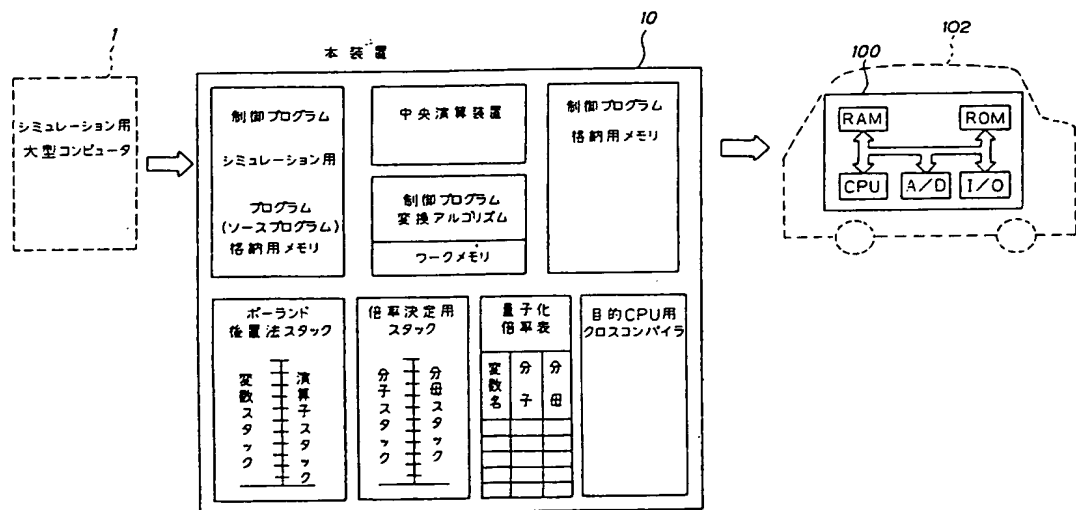 1
シミュレーション用
大型コンピュータ
本装置
10
制御プログラム
シミュレーション用
プログラム
(ソースプログラム)
格納用メモリ
中央演算装置
制御プログラム
変換アルゴリズム
ワークメモリ
制御プログラム
格納用メモリ
ポーランド
後置法スタック
変数スタック
演算子スタック
倍率決定用
スタック
分子スタック
分母スタック
量子化
倍率表
変数名
分子
分母
目的CPU用
クロスコンパイラ
100
102
RAM
ROM
CPU
A/D
I/O